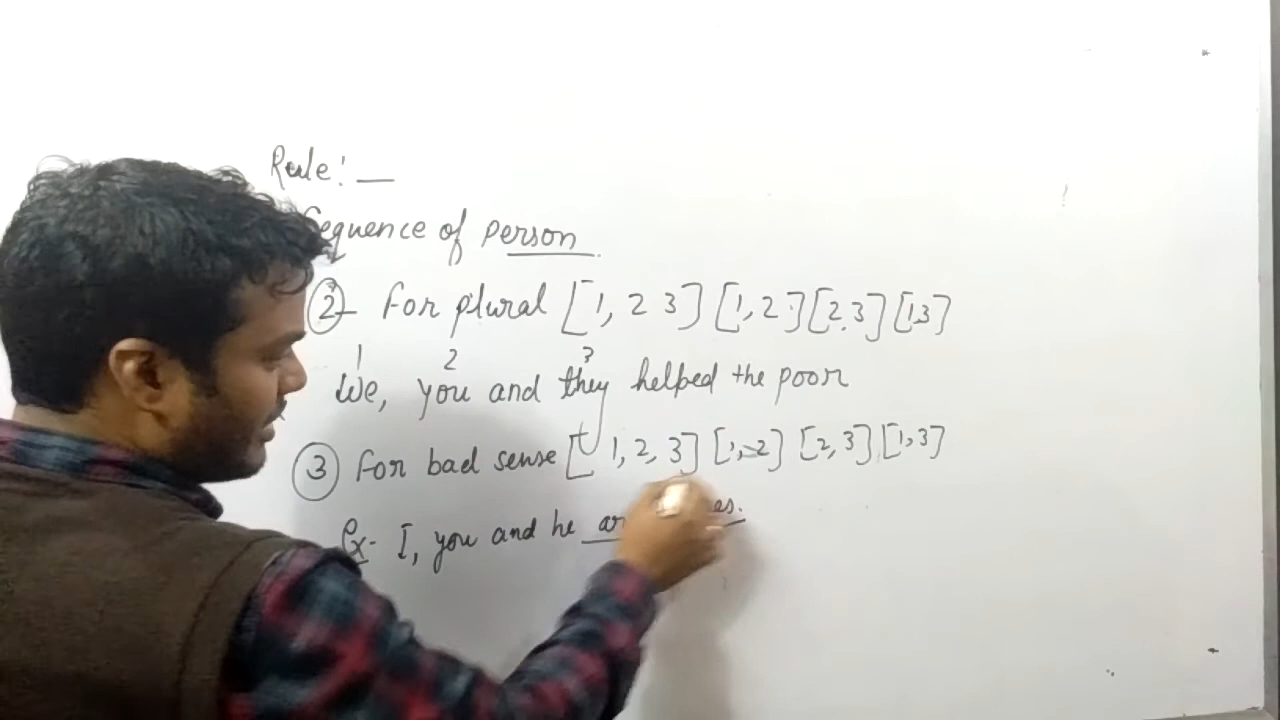 Rule:—
Sequence of person
② - For plural [1, 2 3] [1, 2] [2, 3] [1,3]
1 2 3
We, you and they helped the poor
③ For bad sense [ 1, 2, 3] [1, 2] [2, 3] [1, 3]
Ex- I, you and he